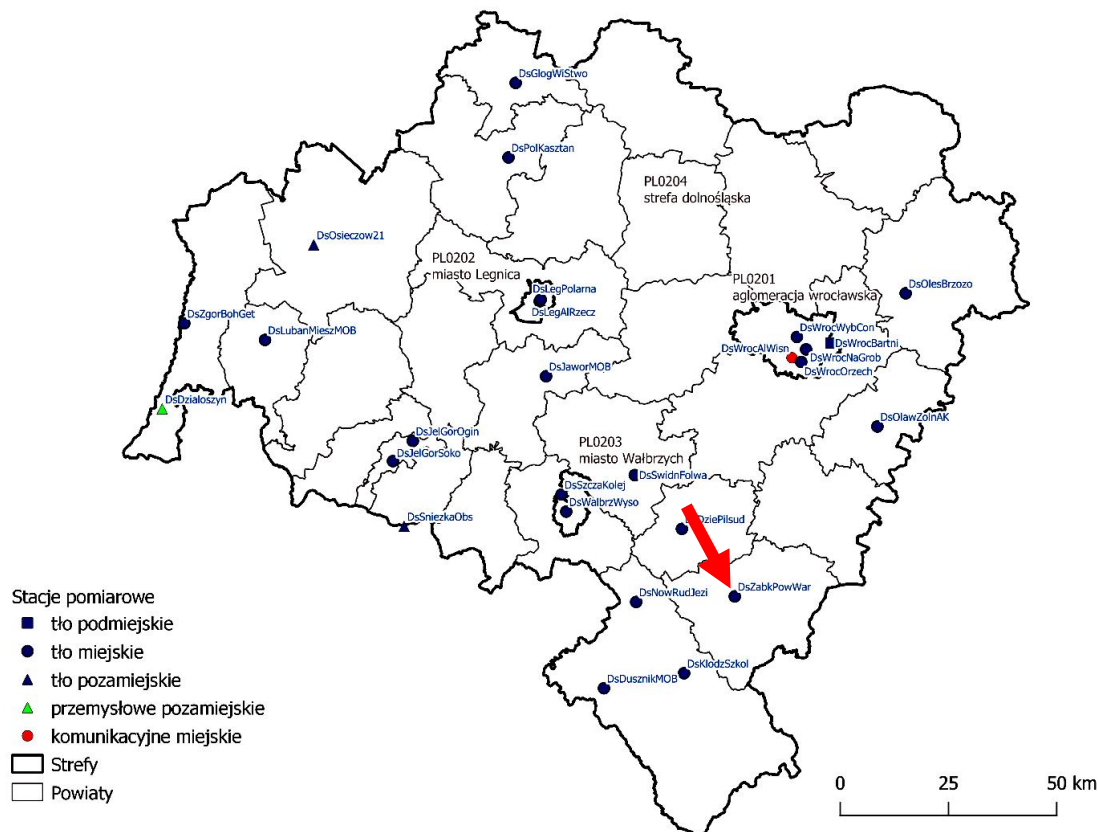 DsGlogWiStwo
DsPolKasztan
PL0204
strefa dolnośląska
DsOsieczow21
PL0202
miasto Legnica
PL0201
aglomeracja wrocławska
DsLegPolarna
DsLegAlRzecz
DsOlesBrzozo
DsZgorBohGet
DsLubanMieszMOB
DsWrocWybCon
DsWrocBartni
DsWrocAlWisn
DsWrocNaGrob
DsWrocOrzech
DsJaworMOB
DsDzialoszyn
DsOlawZolnAK
DsJelGorOgin
DsJelGorSoko
PL0203
miasto Wałbrzych
DsSwidnFolwa
DsSzczaKolej
DsWalbrzWyso
DsSniezkaObs
DziePilsud
DsZabkPowWar
DsNowRudJezi
DsKlodzSzkol
DsDusznikMOB
Stacje pomiarowe
tło podmiejskie
tło miejskie
tło pozamiejskie
przemysłowe pozamiejskie
komunikacyjne miejskie
Strefy
Powiaty
0 25 50 km